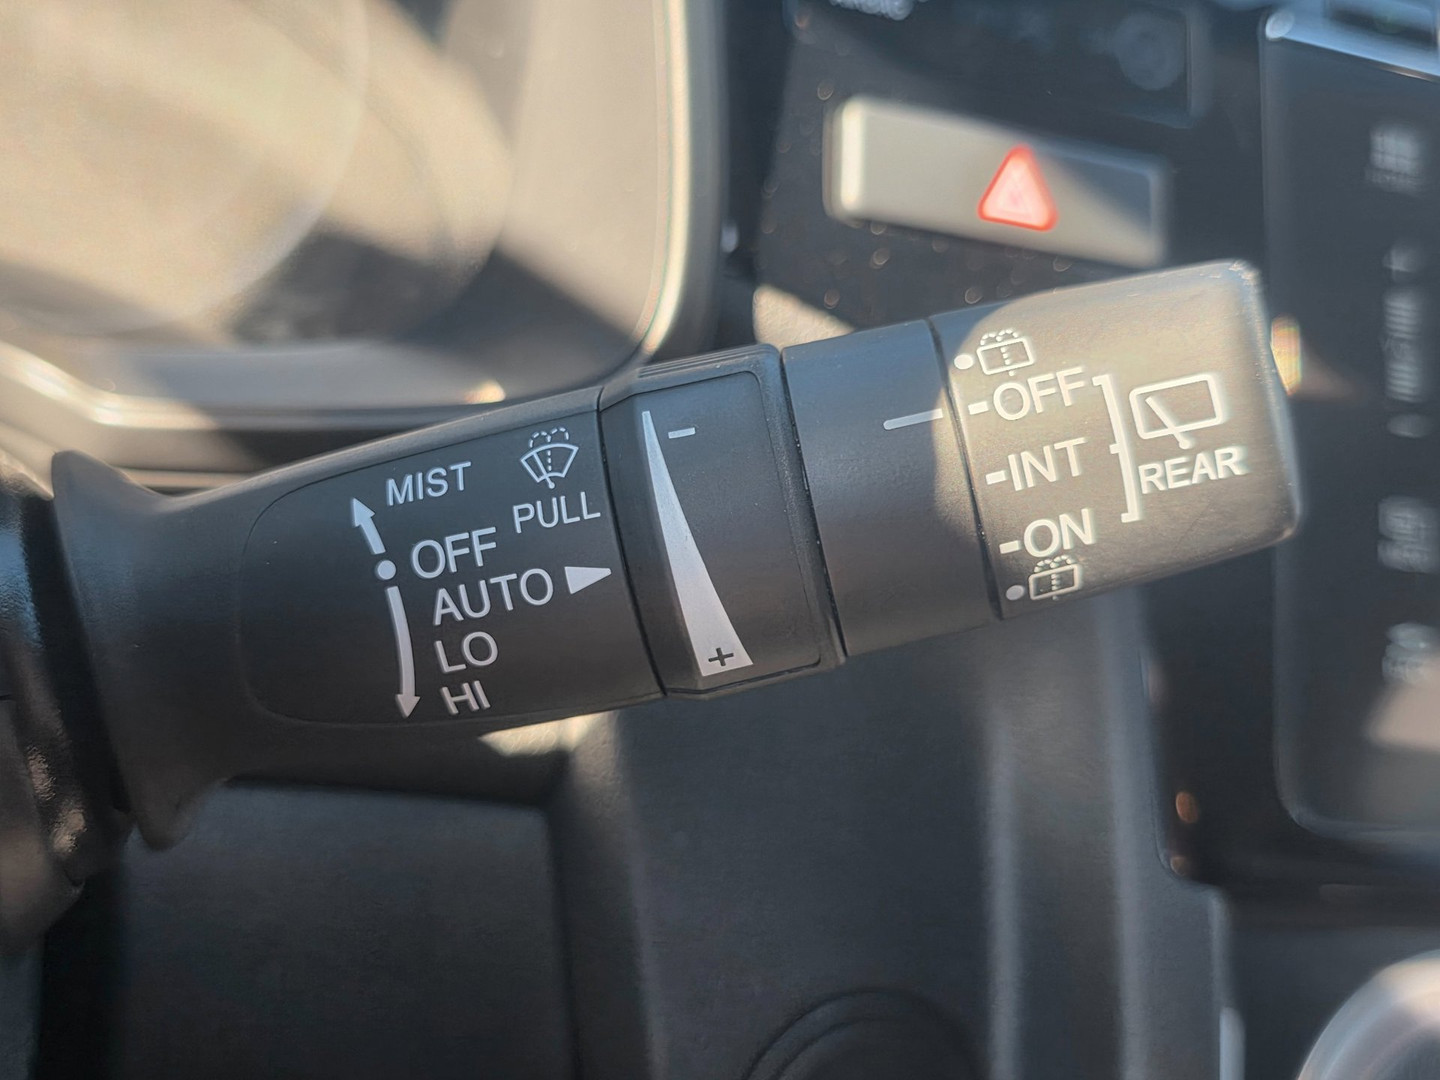 MIST
PULL
OFF
AUTO
LO
HI
-
+
-OFF
-INT
-ON
REAR